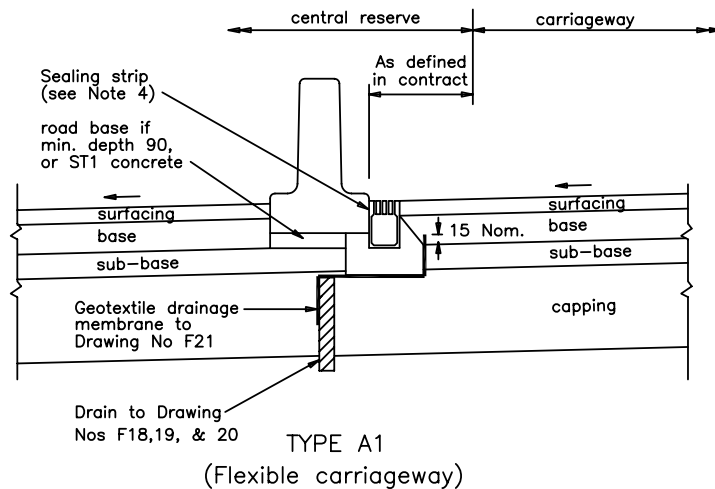 central reserve
carriageway
As defined
in contract
Sealing strip
(see Note 4)
road base if
min. depth 90,
or ST1 concrete
surfacing
base
sub-base
surfacing
base
15 Nom.
sub-base
capping
Geotextile drainage
membrane to
Drawing No F21
Drain to Drawing
Nos F18,19, & 20
TYPE A1
(Flexible carriageway)